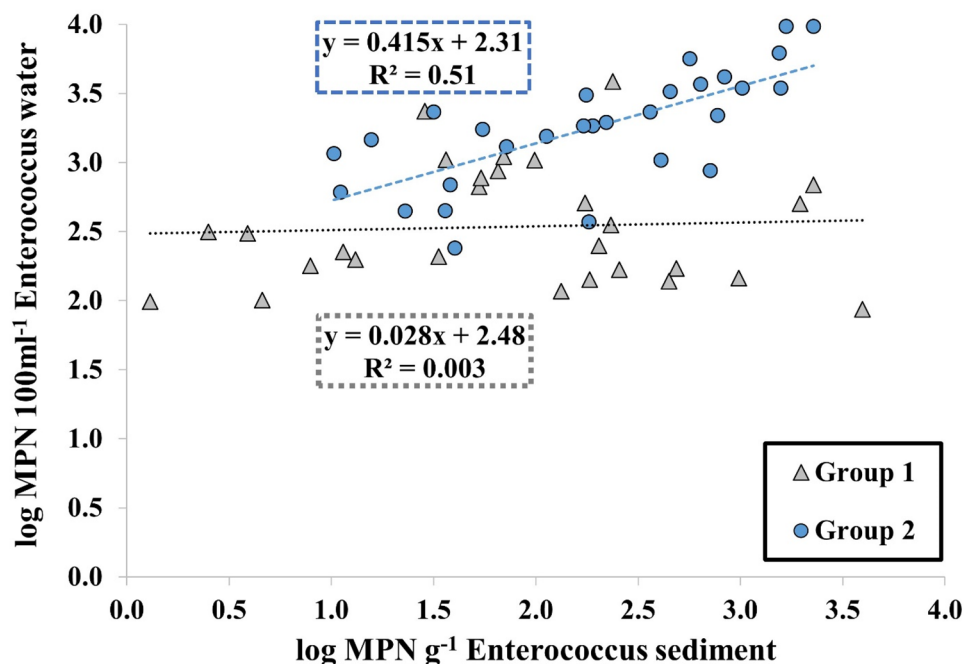 y = 0.415x + 2.31
R² = 0.51
y = 0.028x + 2.48
R² = 0.003
log MPN 100ml⁻¹ Enterococcus water
4.0
3.5
3.0
2.5
2.0
1.5
1.0
0.5
0.0
Group 1
Group 2
0.0 0.5 1.0 1.5 2.0 2.5 3.0 3.5 4.0
log MPN g⁻¹ Enterococcus sediment